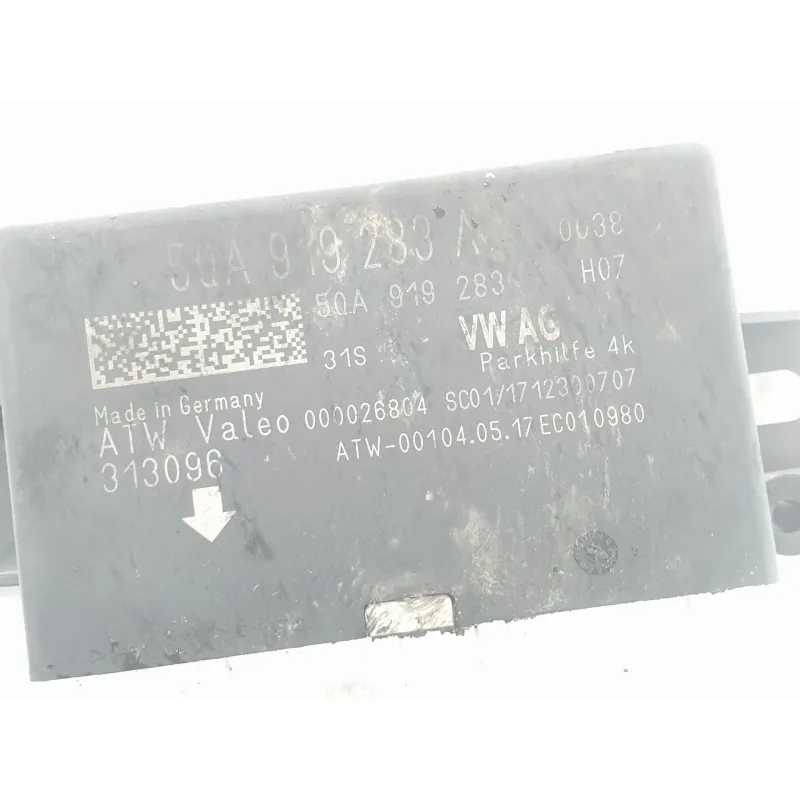 5QA 919 283 A 0038
5QA 919 283 H07
31S VW AG
Parkhilfe 4k
Made in Germany
ATW Valeo 000026804 SC01/1712300707
313096 ATW-00104.05.17EC010980